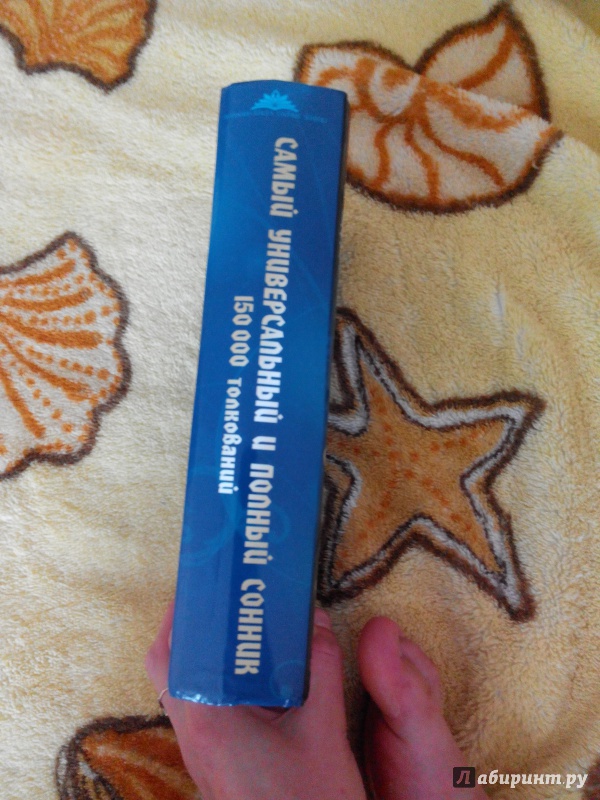 САМЫЙ УНИВЕРСАЛЬНЫЙ И ПОЛНЫЙ СОННИК
150 000 ТОЛКОВАНИЙ
Лабиринт.ру